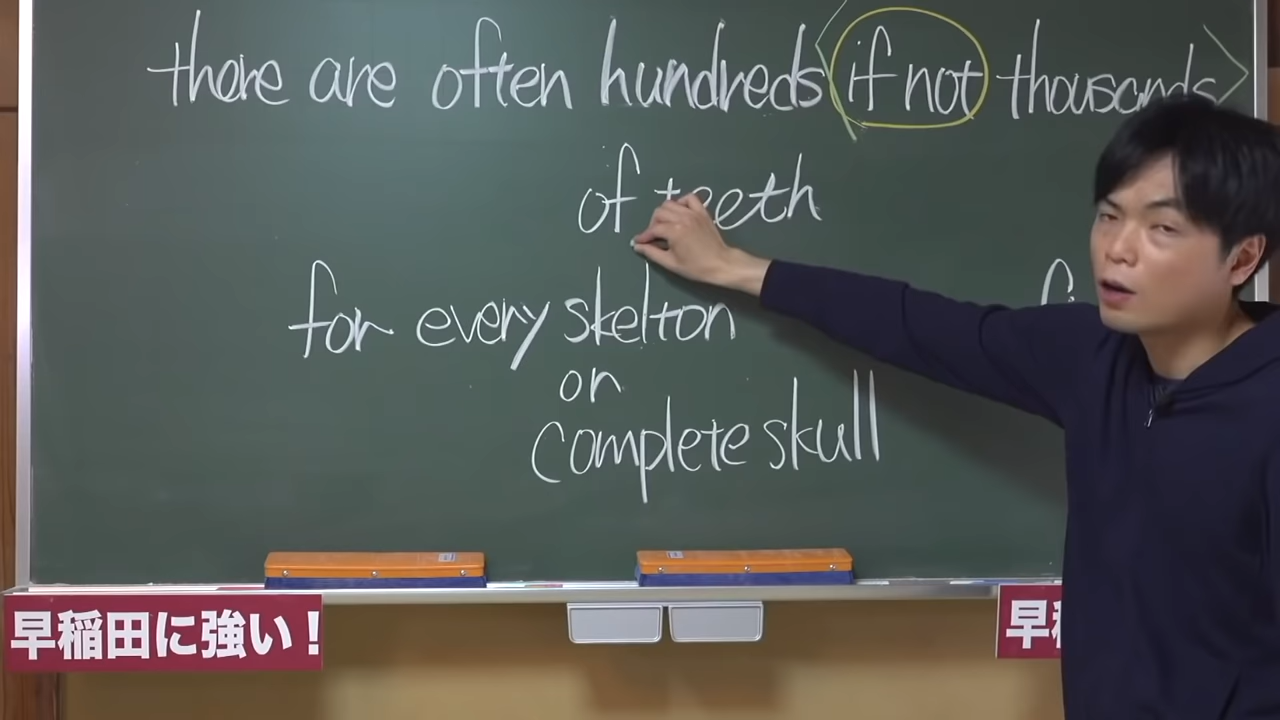 there are often hundreds 〈if not thousands〉
of teeth
for every skelton
or
complete skull
早稲田に強い！
早